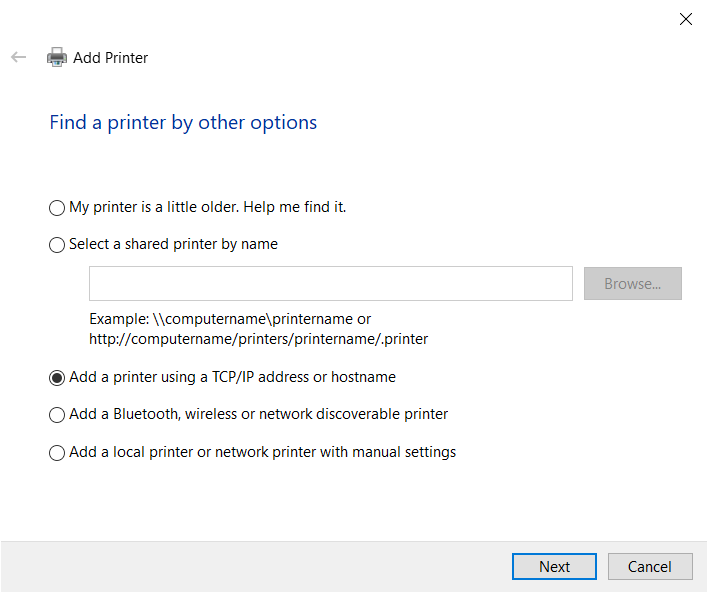 Add Printer
Find a printer by other options
My printer is a little older. Help me find it.
Select a shared printer by name
Browse...
Example: \\computername\printername or
http://computername/printers/printername/.printer
Add a printer using a TCP/IP address or hostname
Add a Bluetooth, wireless or network discoverable printer
Add a local printer or network printer with manual settings
Next
Cancel